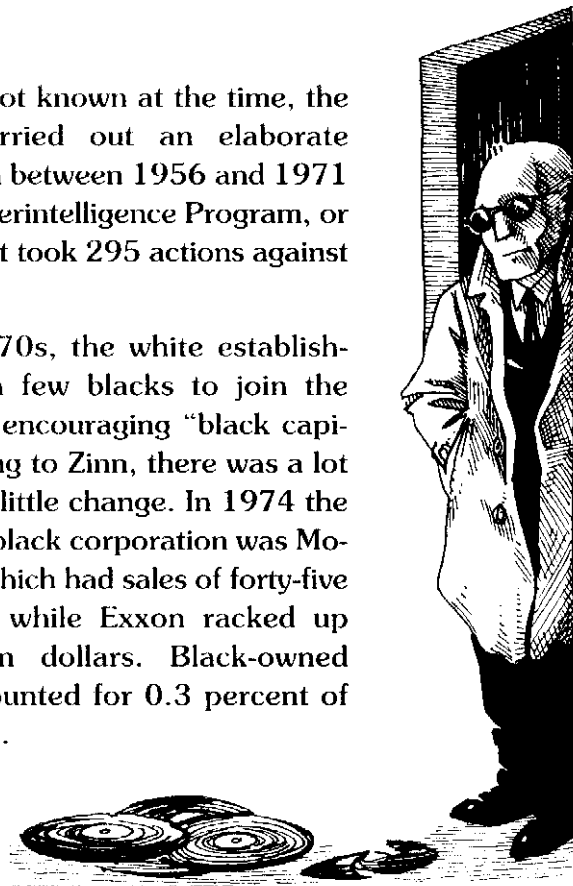 ot known at the time, the
rried out an elaborate
between 1956 and 1971
erintelligence Program, or
t took 295 actions against
70s, the white establish-
few blacks to join the
encouraging “black capi-
ng to Zinn, there was a lot
little change. In 1974 the
black corporation was Mo-
hich had sales of forty-five
while Exxon racked up
n dollars. Black-owned
ounted for 0.3 percent of
.